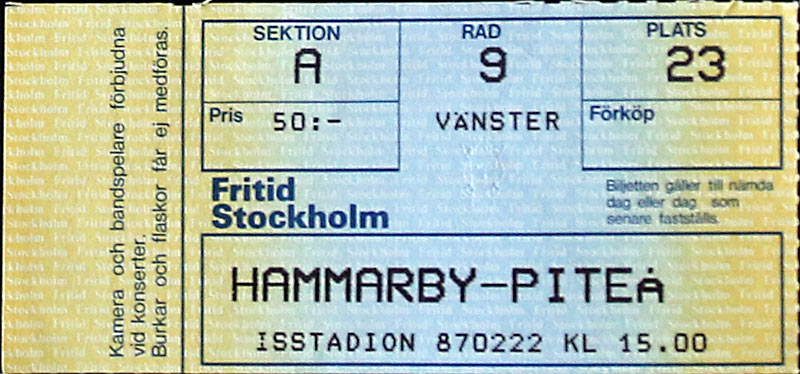 Kamera och bandspelare förbjudna
vid konserter.
Burkar och flaskor får ej medföras.
SEKTION RAD PLATS
A 9 23
Pris 50:- VÄNSTER Förköp
Fritid
Stockholm
Biljetten gäller till nämda
dag eller dag som
senare fastställs.
HAMMARBY-PITEÅ
ISSTADION 870222 KL 15.00